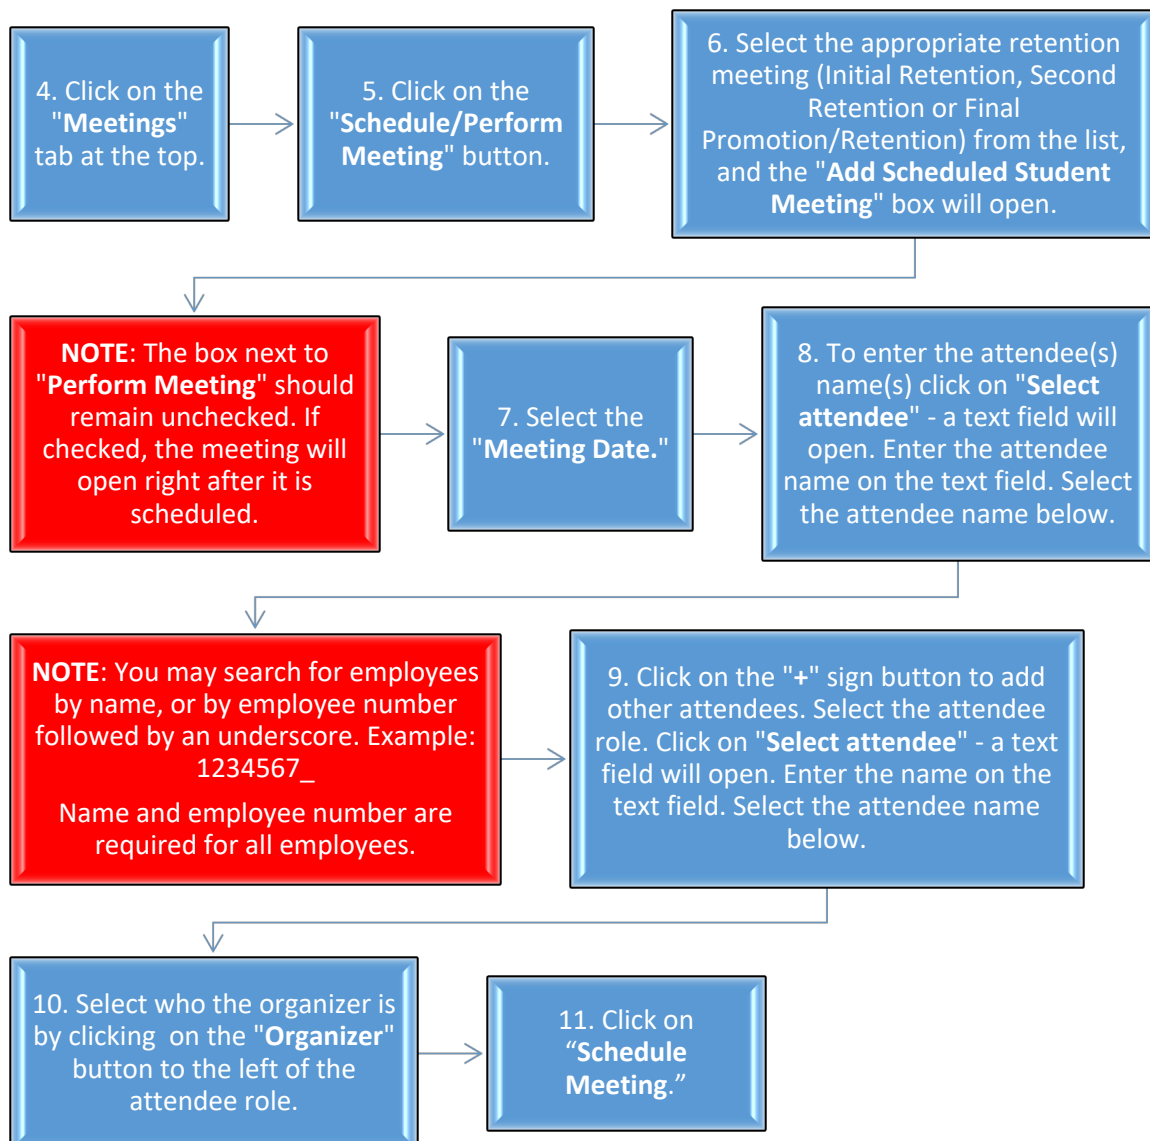 4. Click on the
"Meetings"
tab at the top.
5. Click on the
"Schedule/Perform
Meeting" button.
6. Select the appropriate retention
meeting (Initial Retention, Second
Retention or Final
Promotion/Retention) from the list,
and the "Add Scheduled Student
Meeting" box will open.
NOTE: The box next to
"Perform Meeting" should
remain unchecked. If
checked, the meeting will
open right after it is
scheduled.
7. Select the
"Meeting Date."
8. To enter the attendee(s)
name(s) click on "Select
attendee" - a text field will
open. Enter the attendee
name on the text field. Select
the attendee name below.
NOTE: You may search for employees
by name, or by employee number
followed by an underscore. Example:
1234567_
Name and employee number are
required for all employees.
9. Click on the "+" sign button to add
other attendees. Select the attendee
role. Click on "Select attendee" - a text
field will open. Enter the name on the
text field. Select the attendee name
below.
10. Select who the organizer is
by clicking  on the "Organizer"
button to the left of the
attendee role.
11. Click on
“Schedule
Meeting.”